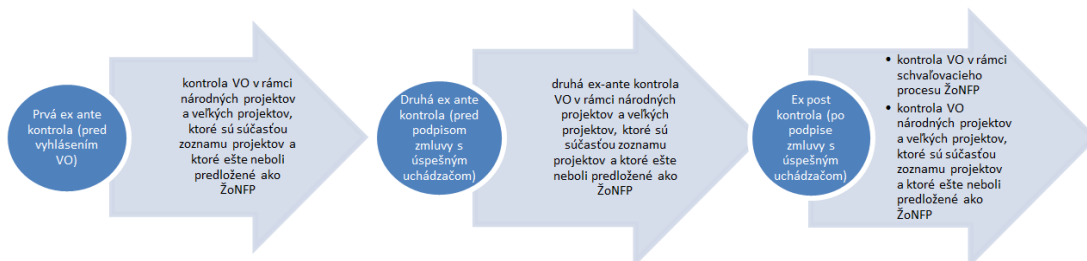 Prvá ex ante
kontrola (pred
vyhlásením
VO)
kontrola VO v rámci
národných projektov
a veľkých projektov,
ktoré sú súčasťou
zoznamu projektov a
ktoré ešte neboli
predložené ako
ŽoNFP
Druhá ex ante
kontrola (pred
podpisom
zmluvy s
úspešným
uchádzačom)
druhá ex-ante kontrola
VO v rámci národných
projektov a veľkých
projektov, ktoré sú
súčasťou zoznamu
projektov a ktoré ešte
neboli predložené ako
ŽoNFP
Ex post
kontrola (po
podpise
zmluvy s
úspešným
uchádzačom)
• kontrola VO v rámci
schvaľovacieho
procesu ŽoNFP
• kontrola VO
národných projektov
a veľkých projektov,
ktoré sú súčasťou
zoznamu projektov
a ktoré ešte neboli
predložené ako
ŽoNFP